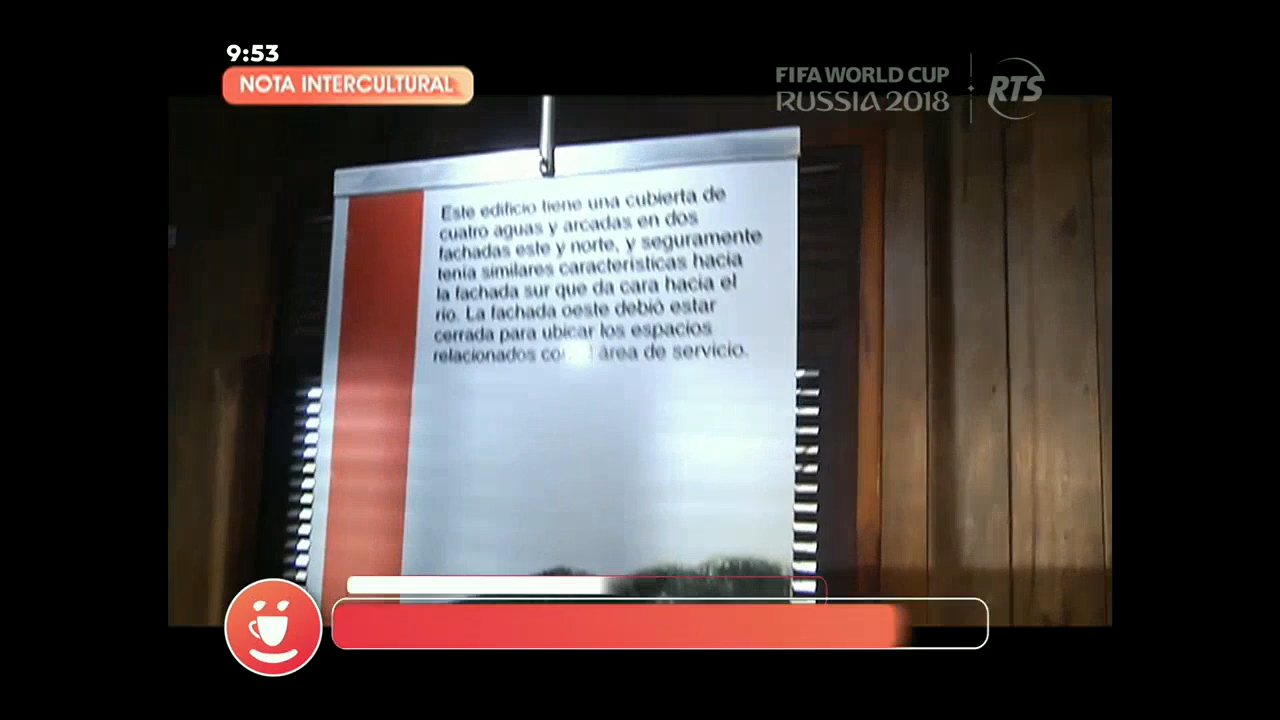 9:53
NOTA INTERCULTURAL
FIFA WORLD CUP
RUSSIA 2018
RTS
Este edificio tiene una cubierta de
cuatro aguas y arcadas en dos
fachadas este y norte, y seguramente
tenía similares características hacia
la fachada sur que da cara hacia el
río. La fachada oeste debió estar
cerrada para ubicar los espacios
relacionados área de servicio.